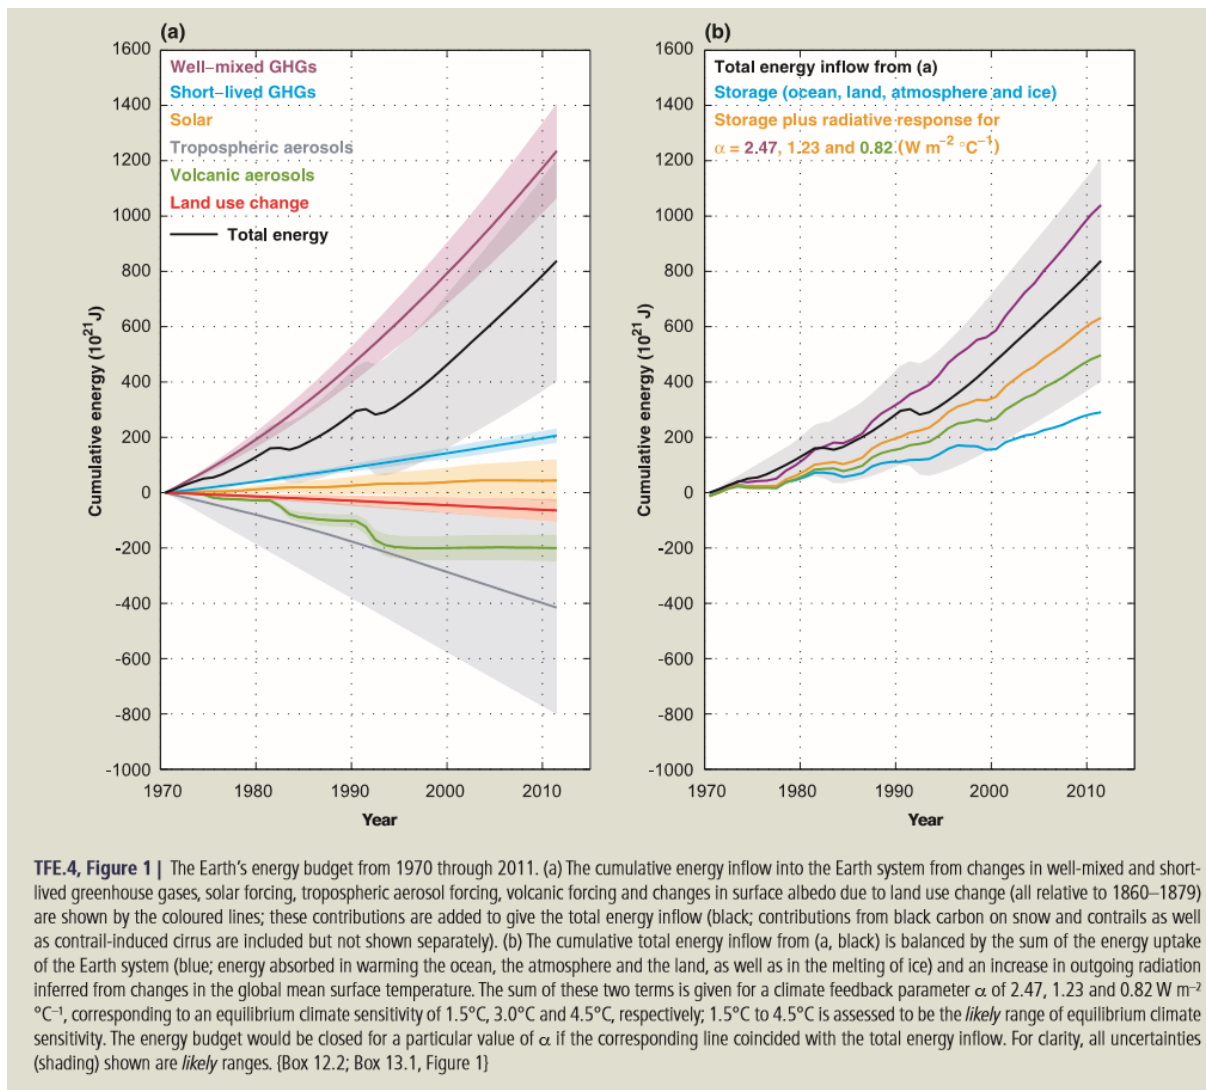 (a)
1600
1400
1200
1000
800
600
400
200
0
-200
-400
-600
-800
-1000
Cumulative energy (10²¹J)
Well–mixed GHGs
Short–lived GHGs
Solar
Tropospheric aerosols
Volcanic aerosols
Land use change
Total energy
1970
1980
1990
2000
2010
Year
(b)
1600
1400
1200
1000
800
600
400
200
0
-200
-400
-600
-800
-1000
Cumulative energy (10²¹J)
Total energy inflow from (a)
Storage (ocean, land, atmosphere and ice)
Storage plus radiative response for
α = 2.47, 1.23 and 0.82 (W m⁻² °C⁻¹)
1970
1980
1990
2000
2010
Year
TFE.4, Figure 1 | The Earth's energy budget from 1970 through 2011. (a) The cumulative energy inflow into the Earth system from changes in well-mixed and short-
lived greenhouse gases, solar forcing, tropospheric aerosol forcing, volcanic forcing and changes in surface albedo due to land use change (all relative to 1860–1879)
are shown by the coloured lines; these contributions are added to give the total energy inflow (black; contributions from black carbon on snow and contrails as well
as contrail-induced cirrus are included but not shown separately). (b) The cumulative total energy inflow from (a, black) is balanced by the sum of the energy uptake
of the Earth system (blue; energy absorbed in warming the ocean, the atmosphere and the land, as well as in the melting of ice) and an increase in outgoing radiation
inferred from changes in the global mean surface temperature. The sum of these two terms is given for a climate feedback parameter α of 2.47, 1.23 and 0.82 W m⁻²
°C⁻¹, corresponding to an equilibrium climate sensitivity of 1.5°C, 3.0°C and 4.5°C, respectively; 1.5°C to 4.5°C is assessed to be the likely range of equilibrium climate
sensitivity. The energy budget would be closed for a particular value of α if the corresponding line coincided with the total energy inflow. For clarity, all uncertainties
(shading) shown are likely ranges. {Box 12.2; Box 13.1, Figure 1}